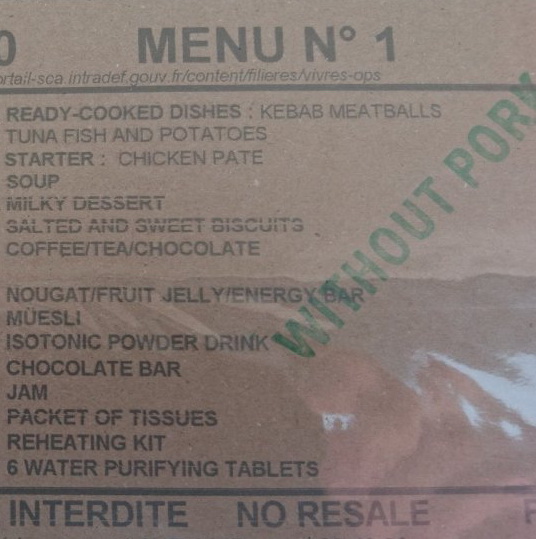 0 MENU N° 1
ortail-sca.intradef.gouv.fr/content/filieres/vivres-ops
READY-COOKED DISHES : KEBAB MEATBALLS
TUNA FISH AND POTATOES
STARTER : CHICKEN PATE
SOUP
MILKY DESSERT
SALTED AND SWEET BISCUITS
COFFEE/TEA/CHOCOLATE
NOUGAT/FRUIT JELLY/ENERGY BAR
MÜESLI
ISOTONIC POWDER DRINK
CHOCOLATE BAR
JAM
PACKET OF TISSUES
REHEATING KIT
6 WATER PURIFYING TABLETS
WITHOUT PORK
INTERDITE NO RESALE